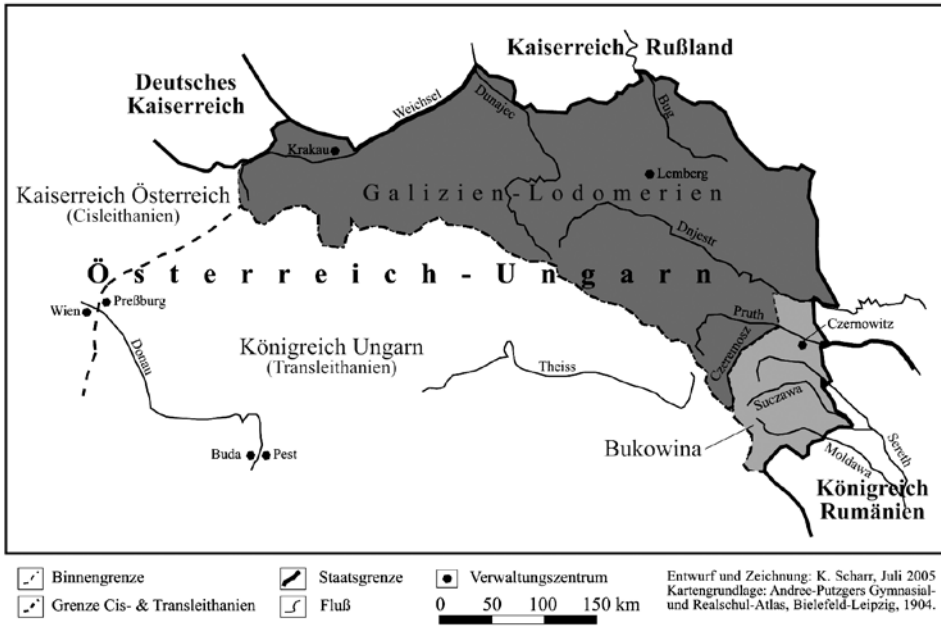 Kaiserreich Rußland
Deutsches
Kaiserreich
Weichsel
Dunajec
Bug
Krakau
Lemberg
Kaiserreich Österreich
(Cisleithanien)
Galizien-Lodomerien
Dnjestr
Österreich-Ungarn
Preßburg
Wien
Donau
Königreich Ungarn
(Transleithanien)
Theiss
Pruth
Czernowitz
Czeremosz
Suczawa
Bukowina
Sereth
Moldawa
Buda
Pest
Königreich
Rumänien
Binnengrenze
Grenze Cis- & Transleithanien
Staatsgrenze
Fluß
Verwaltungszentrum
0 50 100 150 km
Entwurf und Zeichnung: K. Scharr, Juli 2005
Kartengrundlage: Andree-Putzgers Gymnasial-
und Realschul-Atlas, Bielefeld-Leipzig, 1904.